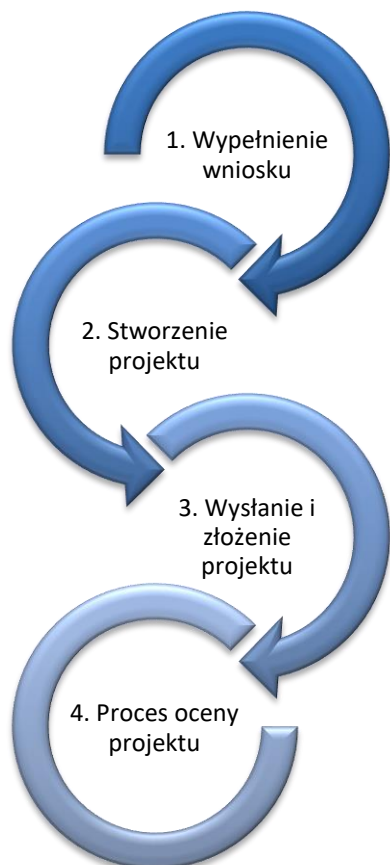 1. Wypełnienie
wniosku
2. Stworzenie
projektu
3. Wysłanie i
złożenie
projektu
4. Proces oceny
projektu